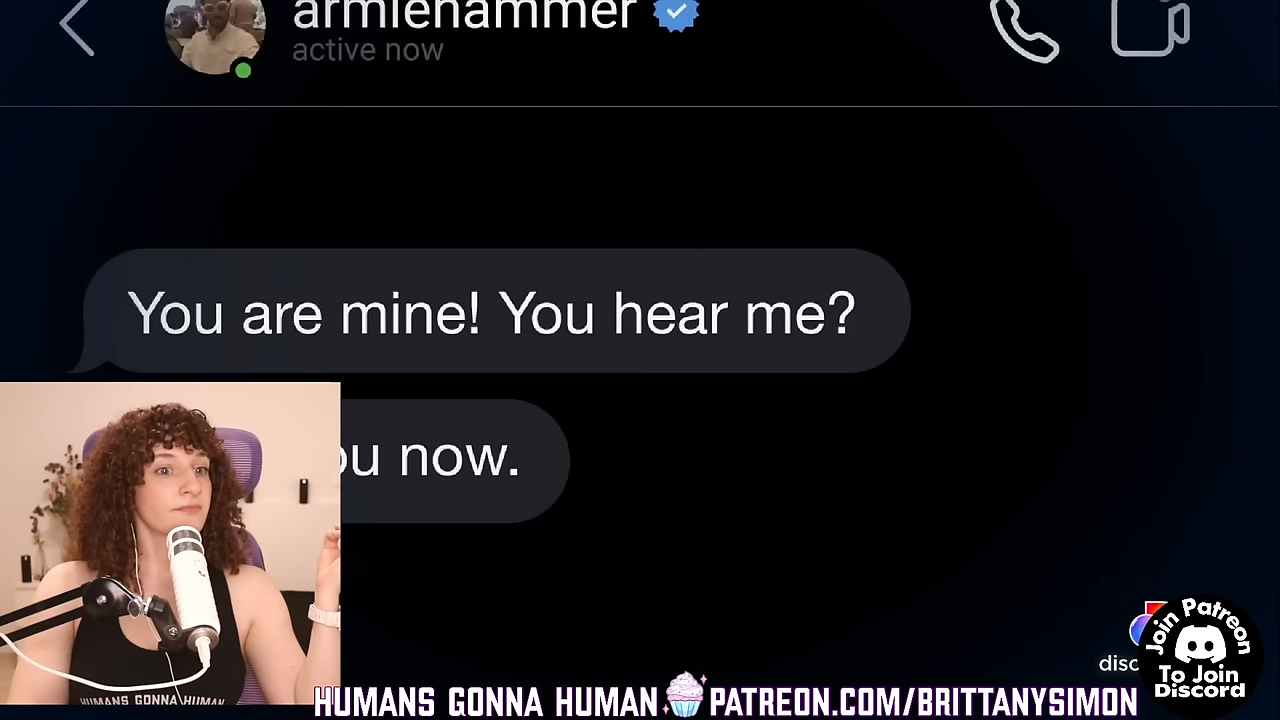 armiehammer
active now
You are mine! You hear me?
ou now.
HUMANS GONNA HUMAN
disc
Join Patreon
To Join
Discord
HUMANS GONNA HUMAN PATREON.COM/BRITTANYSIMON